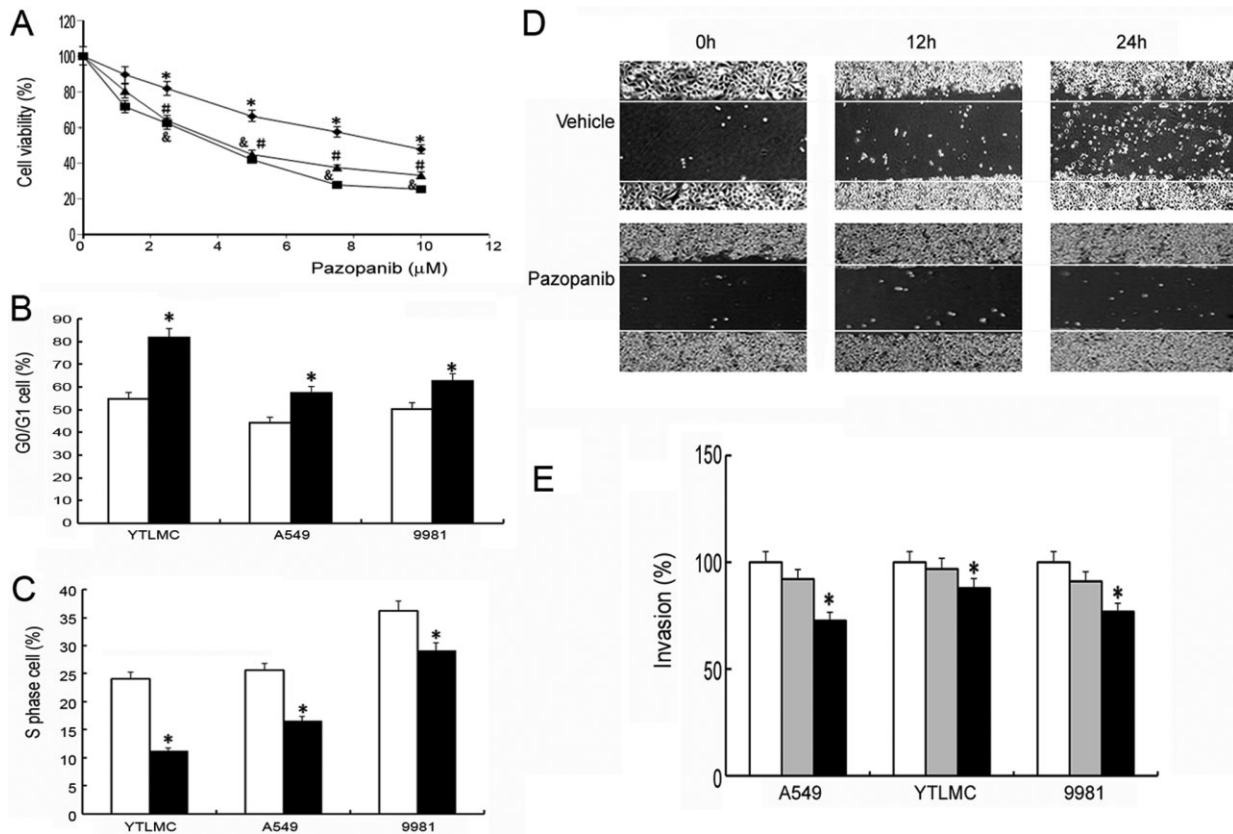 A
120
100
80
60
40
20
0
Cell viability (%)
* * * *
# # # #
& & & &
0 2 4 6 8 10 12
Pazopanib (μM)
B
90
80
70
60
50
40
30
20
10
0
G0/G1 cell (%)
* * *
YTLMC A549 9981
C
40
35
30
25
20
15
10
5
0
S phase cell (%)
* * *
YTLMC A549 9981
D
0h 12h 24h
Vehicle
Pazopanib
E
150
100
50
0
Invasion (%)
* * *
A549 YTLMC 9981